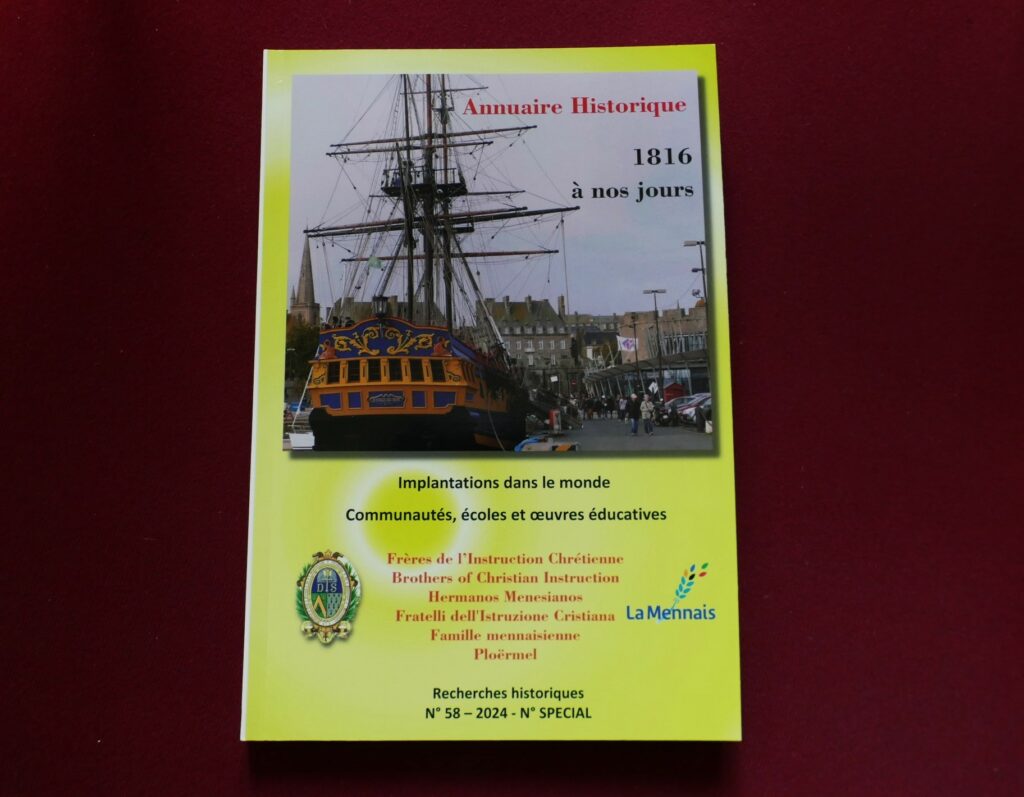 Annuaire Historique
1816
à nos jours
Implantations dans le monde
Communautés, écoles et œuvres éducatives
Frères de l'Instruction Chrétienne
Brothers of Christian Instruction
Hermanos Menesianos
Fratelli dell'Istruzione Cristiana
Famille mennaisienne
Ploërmel
D I S
La Mennais
Recherches historiques
N° 58 – 2024 - N° SPECIAL